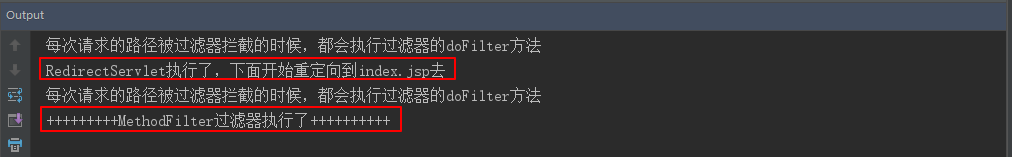 Output
每次请求的路径被过滤器拦截的时候，都会执行过滤器的doFilter方法
RedirectServlet执行了，下面开始重定向到index.jsp去
每次请求的路径被过滤器拦截的时候，都会执行过滤器的doFilter方法
+++++++++MethodFilter过滤器执行了++++++++++